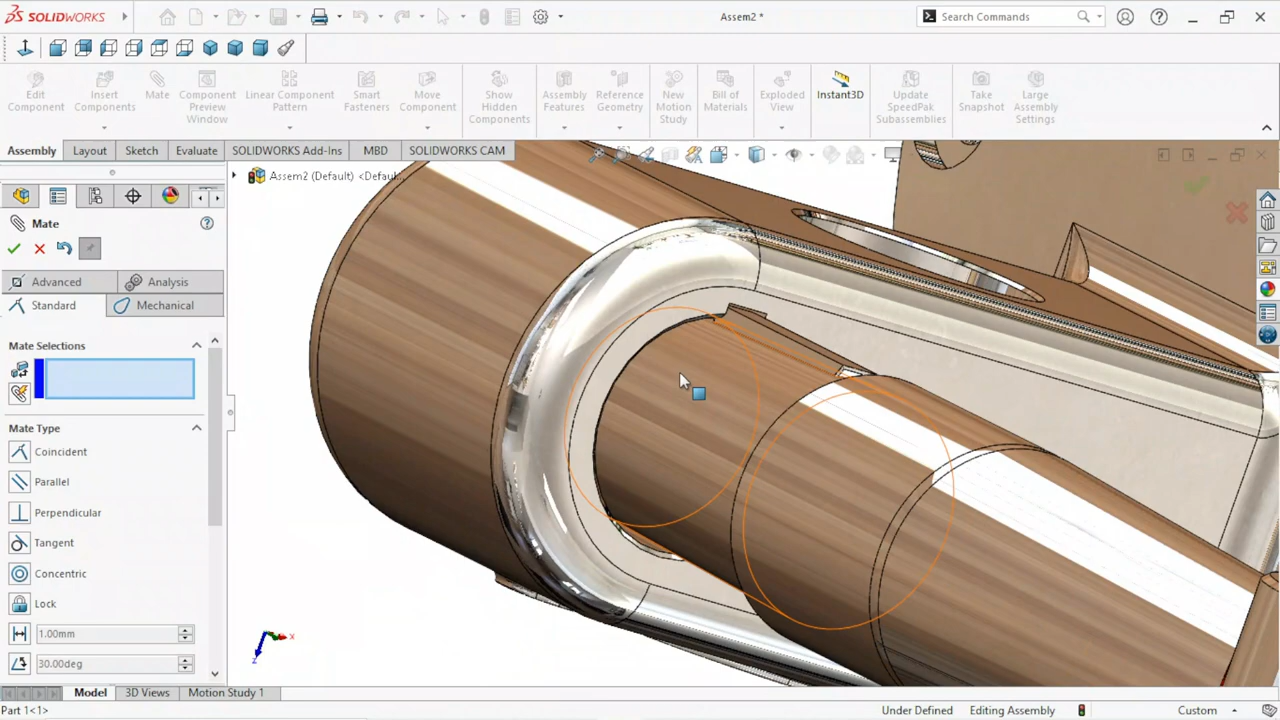 SOLIDWORKS
Assem2 *
Search Commands
Edit Component
Insert Components
Mate
Component Preview Window
Linear Component Pattern
Smart Fasteners
Move Component
Show Hidden Components
Assembly Features
Reference Geometry
New Motion Study
Bill of Materials
Exploded View
Instant3D
Update SpeedPak Subassemblies
Take Snapshot
Large Assembly Settings
Assembly
Layout
Sketch
Evaluate
SOLIDWORKS Add-Ins
MBD
SOLIDWORKS CAM
Assem2 (Default) <Defau...
Mate
Advanced
Analysis
Standard
Mechanical
Mate Selections
Mate Type
Coincident
Parallel
Perpendicular
Tangent
Concentric
Lock
1.00mm
30.00deg
x
z
Model
3D Views
Motion Study 1
Part 1<1>
Under Defined
Editing Assembly
Custom